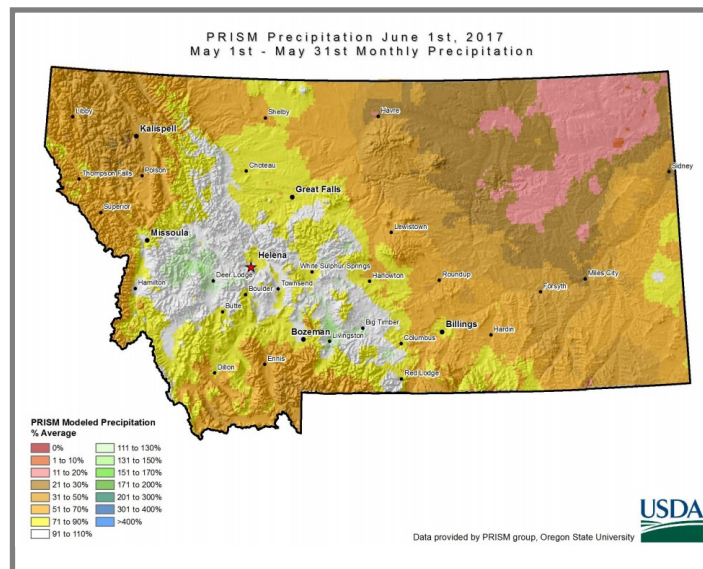 PRISM Precipitation June 1st, 2017
May 1st - May 31st Monthly Precipitation
Libby
Kalispell
Shelby
Havre
Thompson Falls
Polson
Choteau
Sidney
Great Falls
Superior
Missoula
Lewistown
Helena
Deer Lodge
White Sulphur Springs
Hamilton
Boulder
Townsend
Harlowton
Roundup
Forsyth
Miles City
Butte
Big Timber
Bozeman
Livingston
Columbus
Billings
Hardin
Dillon
Ennis
Red Lodge
PRISM Modeled Precipitation
% Average
0%
1 to 10%
11 to 20%
21 to 30%
31 to 50%
51 to 70%
71 to 90%
91 to 110%
111 to 130%
131 to 150%
151 to 170%
171 to 200%
201 to 300%
301 to 400%
>400%
USDA
Data provided by PRISM group, Oregon State University